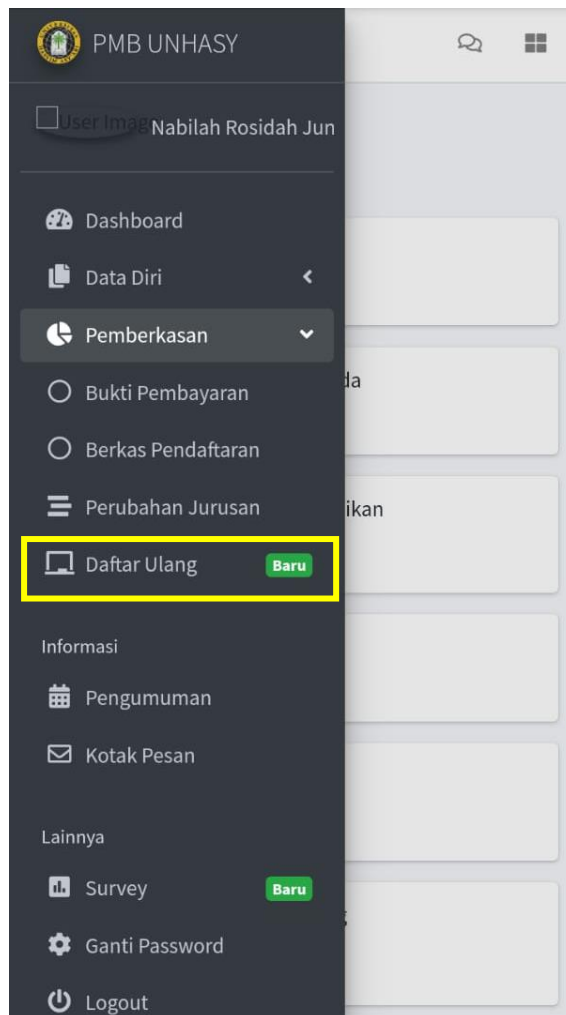 PMB UNHASY
User Image
Nabilah Rosidah Jun
Dashboard
Data Diri
Pemberkasan
Bukti Pembayaran
da
Berkas Pendaftaran
Perubahan Jurusan
ikan
Daftar Ulang Baru
Informasi
Pengumuman
Kotak Pesan
Lainnya
Survey Baru
Ganti Password
Logout